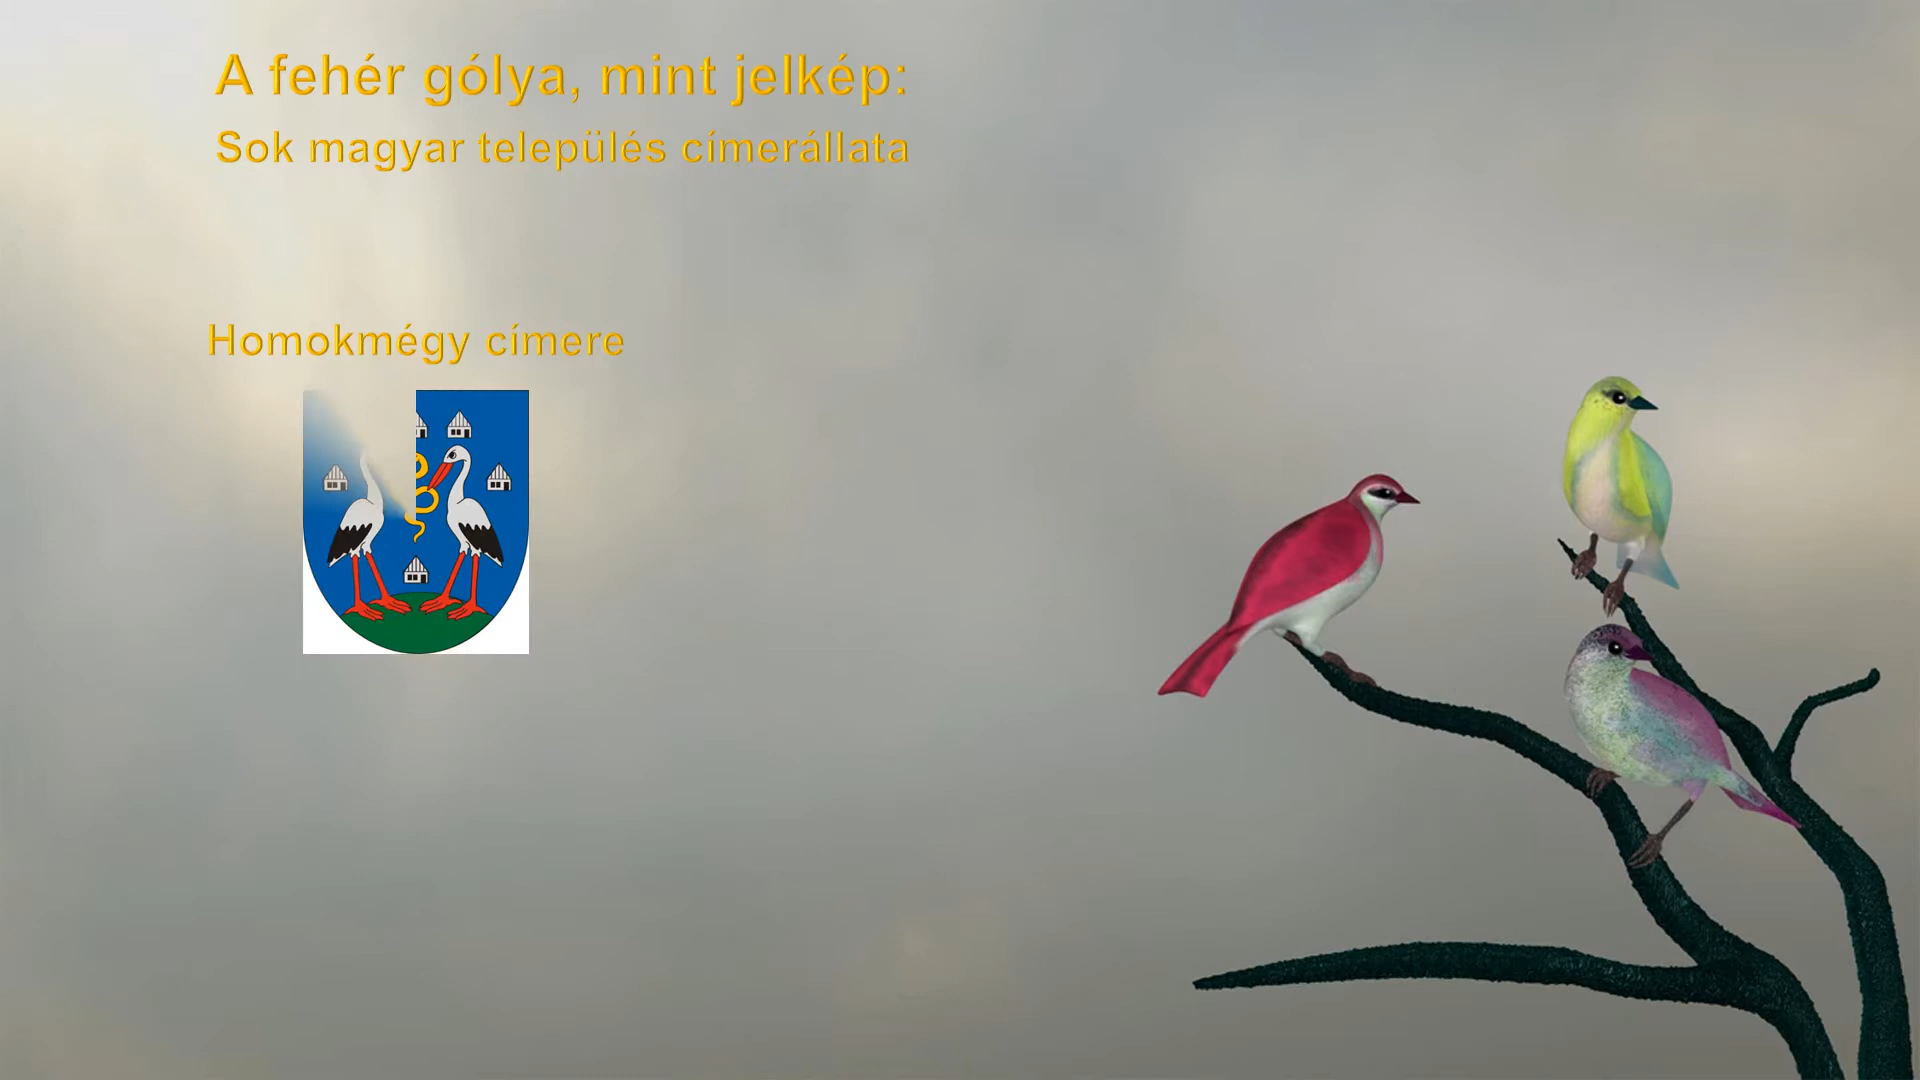 A fehér gólya, mint jelkép:
Sok magyar település címerállata
Homokmégy címere